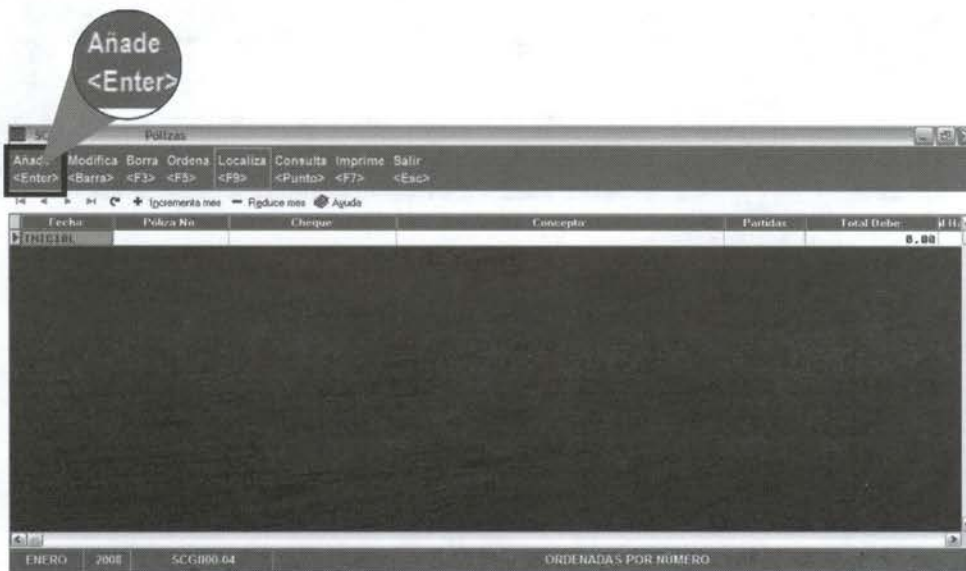 Añade
<Enter>
Pólizas
Añade Modifica Borra Ordena Localiza Consulta Imprime Salir
<Enter> <Barra> <F3> <F5> <F9> <Punto> <F7> <Esc>
Incrementa mes Reduce mes Ayuda
Fecha Póliza No. Cheque Concepto Partidas Total Debe
INICIAL 0.00
ENERO 2008 SCG000.04 ORDENADAS POR NÚMERO